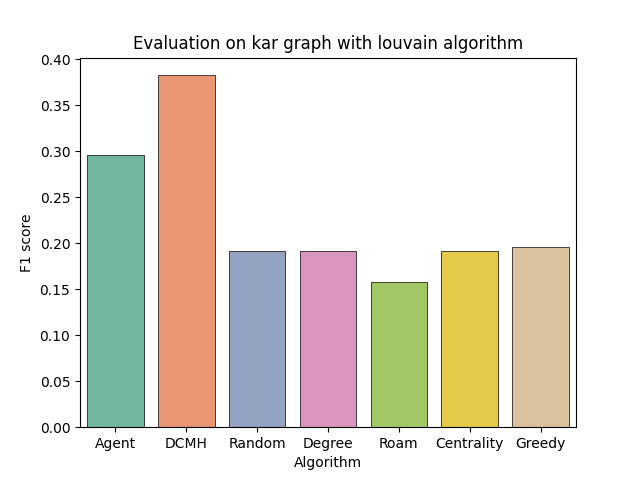 Evaluation on kar graph with louvain algorithm
0.40
0.35
0.30
0.25
0.20
0.15
0.10
0.05
0.00
F1 score
Agent DCMH Random Degree Roam Centrality Greedy
Algorithm